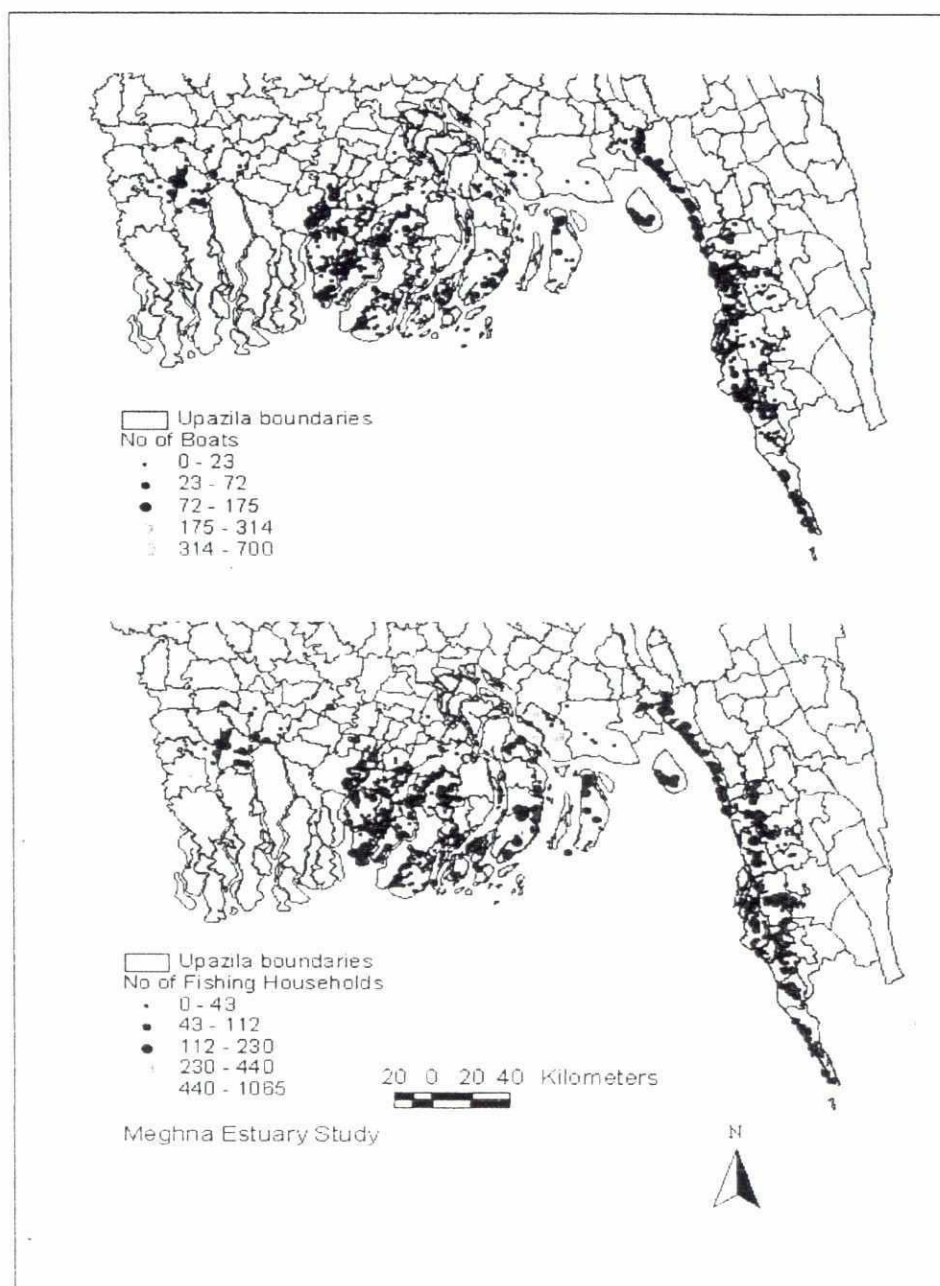 Upazila boundaries
No of Boats
0 - 23
23 - 72
72 - 175
175 - 314
314 - 700
Upazila boundaries
No of Fishing Households
0 - 43
43 - 112
112 - 230
230 - 440
440 - 1065
20 0 20 40 Kilometers
Meghna Estuary Study
N